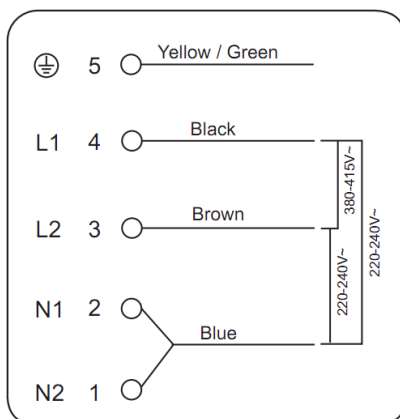 5 Yellow / Green
L1 4 Black
L2 3 Brown
N1 2
Blue
N2 1
380-415V~
220-240V~
220-240V~